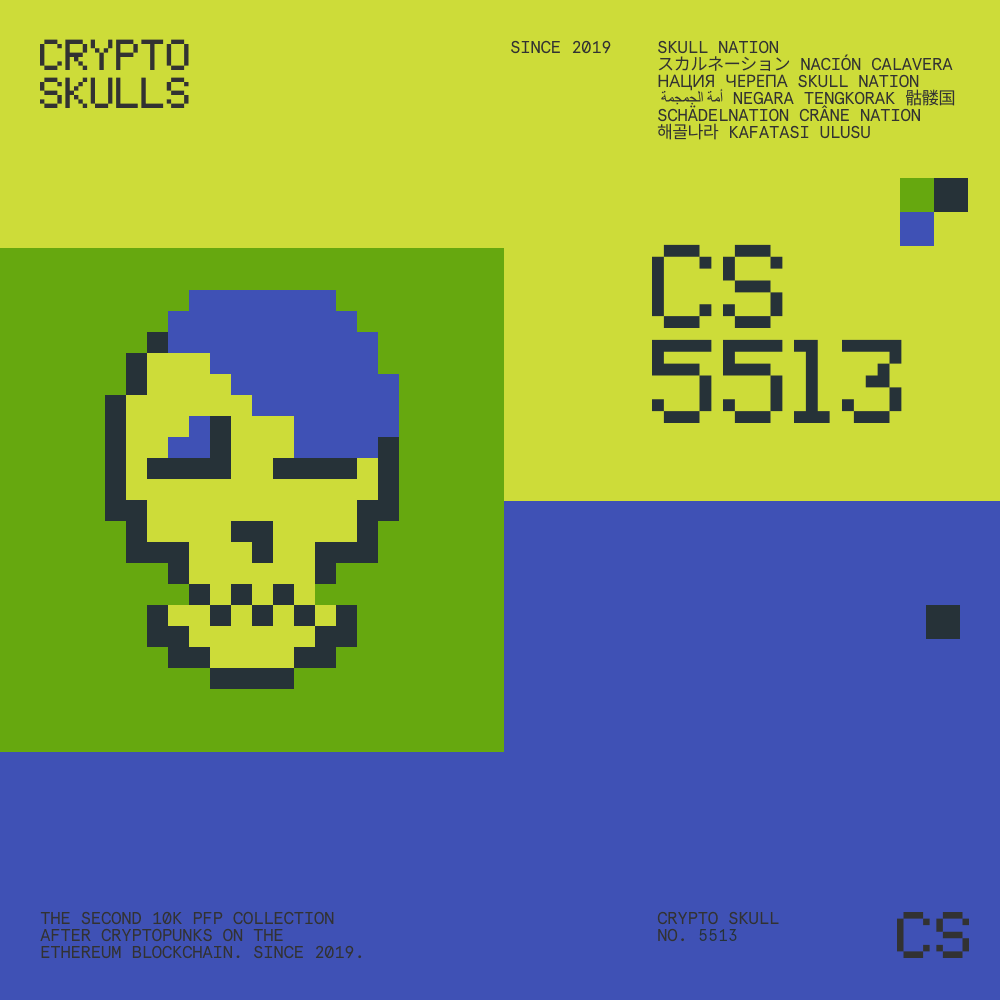 CRYPTO
SKULLS
SINCE 2019
SKULL NATION
スカルネーション NACIÓN CALAVERA
НАЦИЯ ЧЕРЕПА SKULL NATION
أمة الجمجمة NEGARA TENGKORAK 骷髅国
SCHÄDELNATION CRÂNE NATION
해골나라 KAFATASI ULUSU
CS
5513
THE SECOND 10K PFP COLLECTION
AFTER CRYPTOPUNKS ON THE
ETHEREUM BLOCKCHAIN. SINCE 2019.
CRYPTO SKULL
NO. 5513
CS